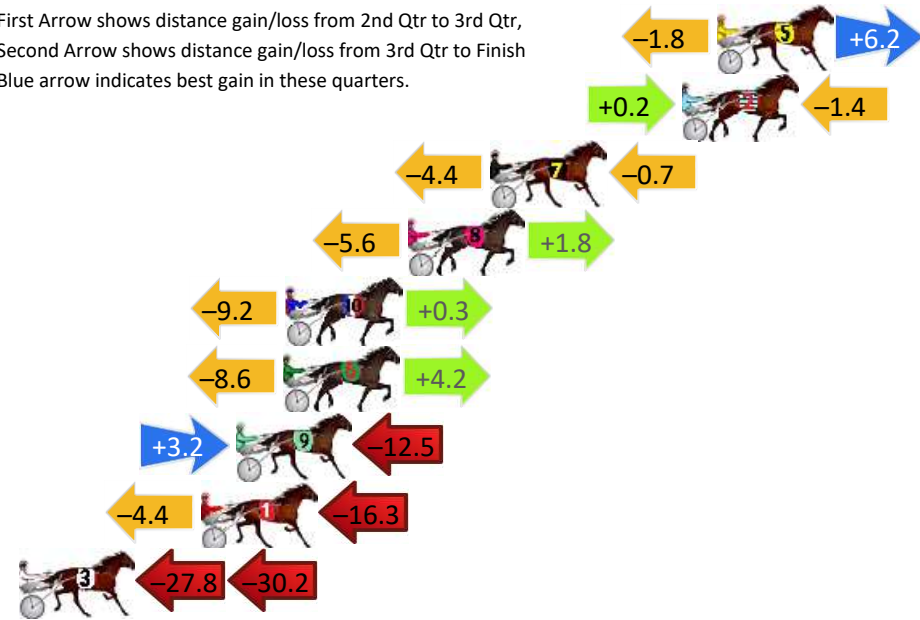 First Arrow shows distance gain/loss from 2nd Qtr to 3rd Qtr,
Second Arrow shows distance gain/loss from 3rd Qtr to Finish
Blue arrow indicates best gain in these quarters.
–1.8 5 +6.2
+0.2 2 –1.4
–4.4 7 –0.7
–5.6 8 +1.8
–9.2 10 +0.3
–8.6 +4.2
+3.2 9 –12.5
–4.4 1 –16.3
3 –27.8 –30.2